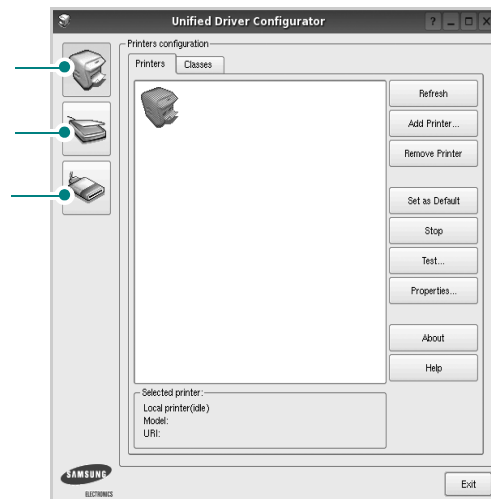 Unified Driver Configurator
Printers configuration
Printers
Classes
Refresh
Add Printer...
Remove Printer
Set as Default
Stop
Test...
Properties...
About
Help
Selected printer:
Local printer(idle)
Model:
URI:
SAMSUNG
ELECTRONICS
Exit